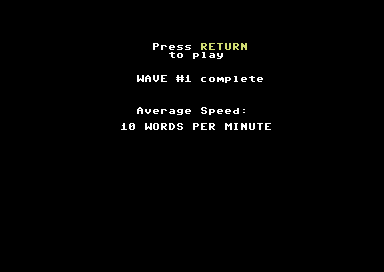 Press RETURN
to play
WAVE #1 complete
Average Speed:
10 WORDS PER MINUTE